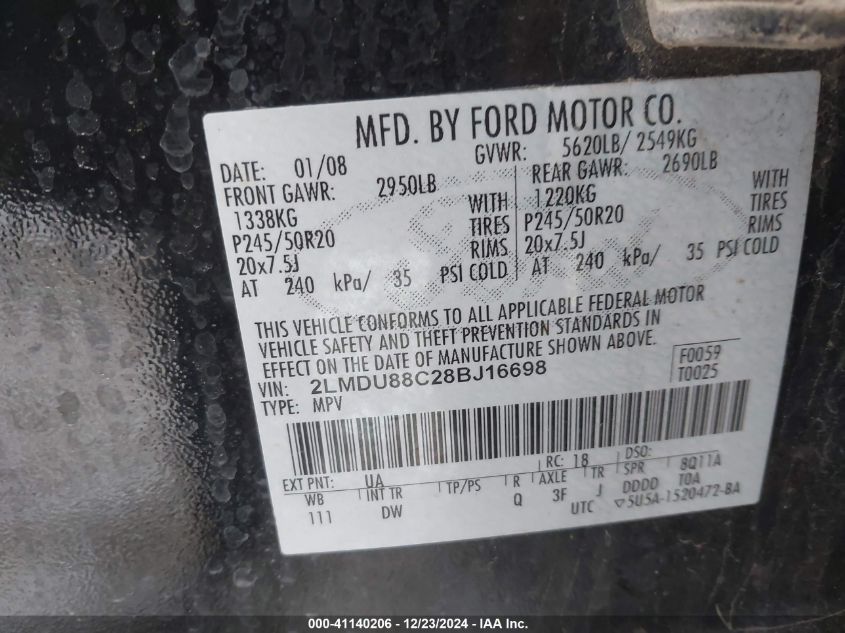 MFD. BY FORD MOTOR CO.
DATE: 01/08 GVWR: 5620LB/ 2549KG
FRONT GAWR: 2950LB REAR GAWR: 2690LB
1338KG WITH 1220KG WITH
P245/50R20 TIRES P245/50R20 TIRES
20x7.5J RIMS 20x7.5J RIMS
AT 240 kPa/ 35 PSI COLD AT 240 kPa/ 35 PSI COLD
THIS VEHICLE CONFORMS TO ALL APPLICABLE FEDERAL MOTOR
VEHICLE SAFETY AND THEFT PREVENTION STANDARDS IN
EFFECT ON THE DATE OF MANUFACTURE SHOWN ABOVE.
VIN: 2LMDU88C28BJ16698 F0059
TYPE: MPV T0025
EXT PNT: UA RC: 18 DSO:
WB INT TR TP/PS R AXLE TR SPR 8Q11A
111 DW Q 3F J DDDD T0A
UTC ▽5U5A-1520472-BA
000-41140206 - 12/23/2024 - IAA Inc.